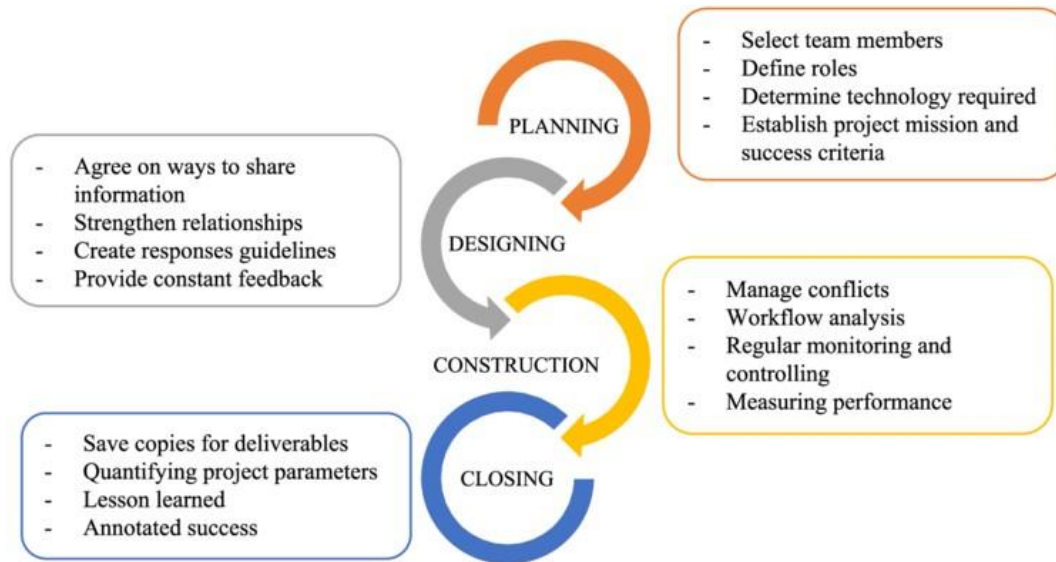 PLANNING
- Select team members
- Define roles
- Determine technology required
- Establish project mission and
success criteria
DESIGNING
- Agree on ways to share
information
- Strengthen relationships
- Create responses guidelines
- Provide constant feedback
CONSTRUCTION
- Manage conflicts
- Workflow analysis
- Regular monitoring and
controlling
- Measuring performance
CLOSING
- Save copies for deliverables
- Quantifying project parameters
- Lesson learned
- Annotated success